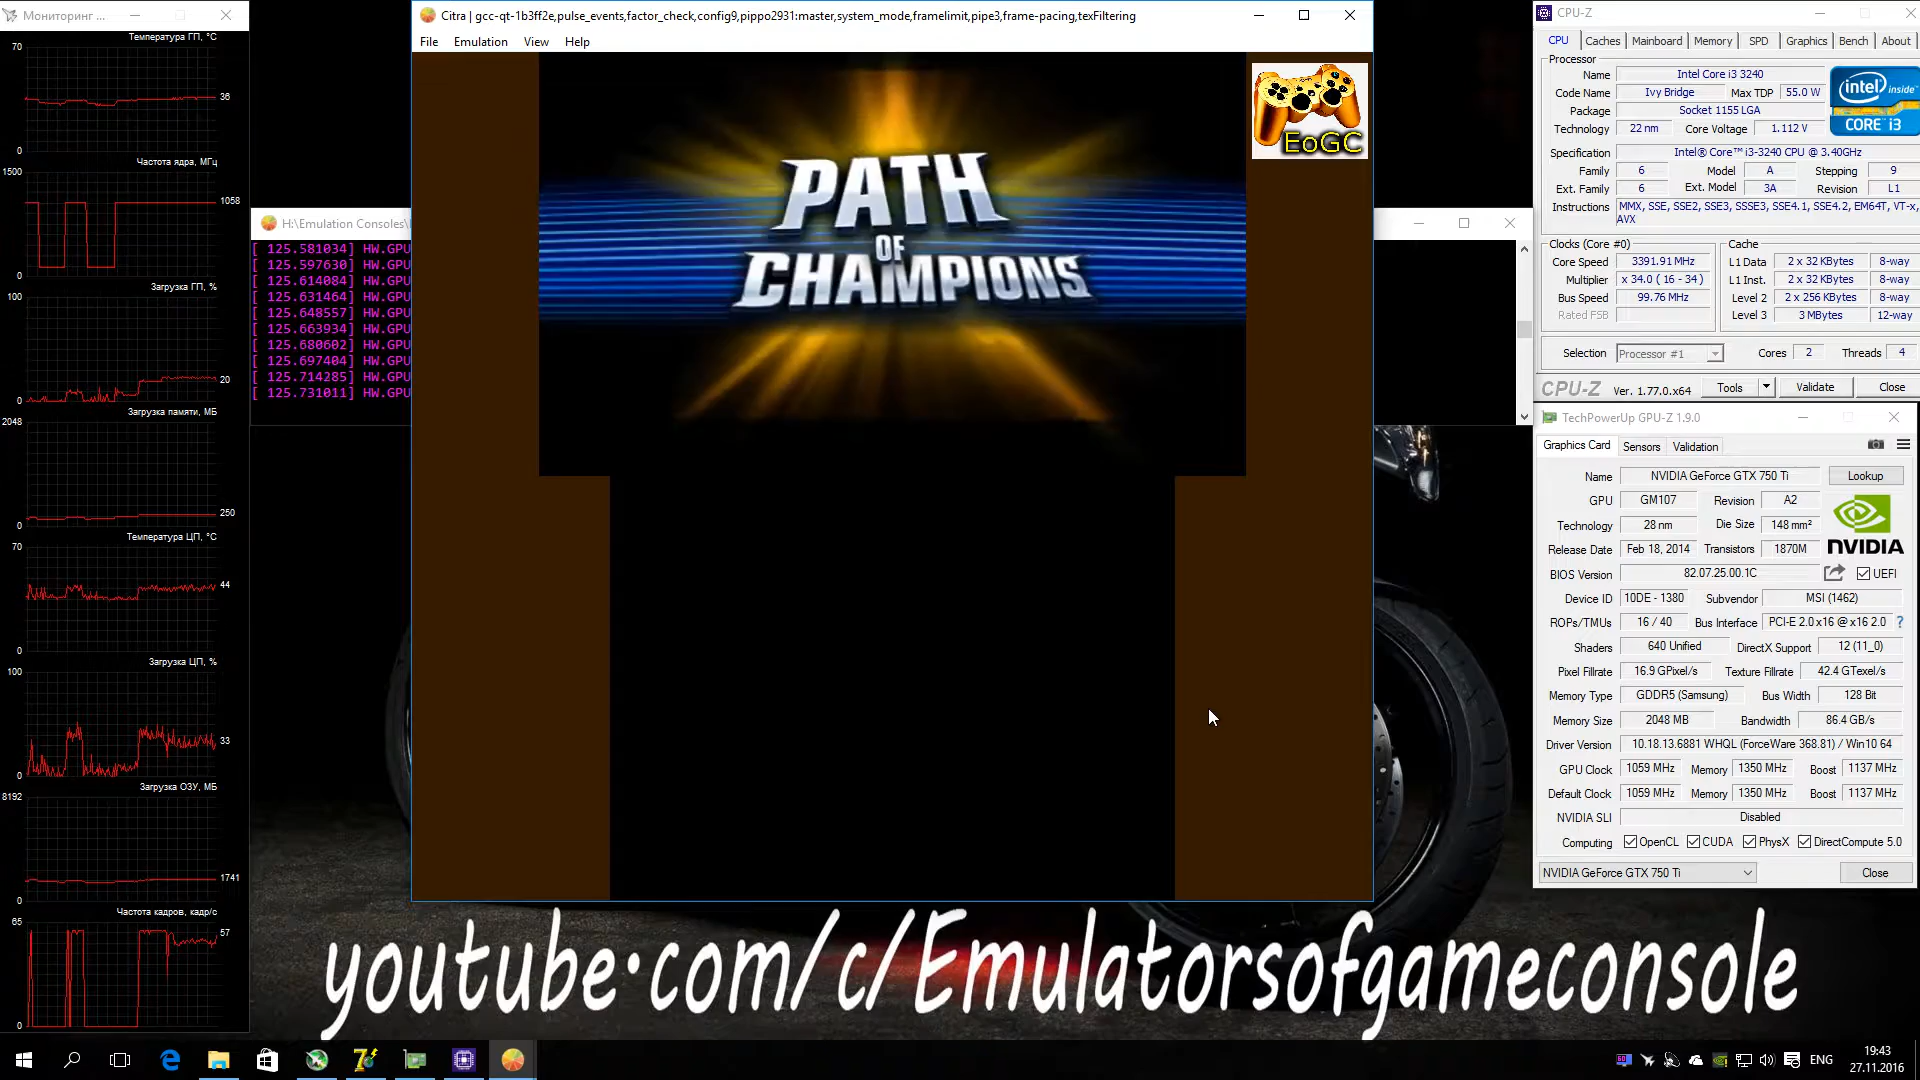 Мониторинг ...
Температура ГП, °C
70
36
0
Частота ядра, МГц
1500
1058
0
Загрузка ГП, %
100
20
0
Загрузка памяти, МБ
2048
250
0
Температура ЦП, °C
70
44
0
Загрузка ЦП, %
100
33
0
Загрузка ОЗУ, МБ
8192
1741
0
Частота кадров, кадр/с
65
57
0
H:\Emulation Consoles\
[ 125.581034] HW.GPU
[ 125.597630] HW.GPU
[ 125.614084] HW.GPU
[ 125.631464] HW.GPU
[ 125.648557] HW.GPU
[ 125.663934] HW.GPU
[ 125.680602] HW.GPU
[ 125.697404] HW.GPU
[ 125.714285] HW.GPU
[ 125.731011] HW.GPU
Citra | gcc-qt-1b3ff2e,pulse_events,factor_check,config9,pippo2931:master,system_mode,framelimit,pipe3,frame-pacing,texFiltering
File Emulation View Help
PATH
OF
CHAMPIONS
EoGC
CPU-Z
CPU Caches Mainboard Memory SPD Graphics Bench About
Processor
Name Intel Core i3 3240
Code Name Ivy Bridge Max TDP 55.0 W
Package Socket 1155 LGA
Technology 22 nm Core Voltage 1.112 V
intel inside™
CORE i3
Specification Intel® Core™ i3-3240 CPU @ 3.40GHz
Family 6 Model A Stepping 9
Ext. Family 6 Ext. Model 3A Revision L1
Instructions MMX, SSE, SSE2, SSE3, SSSE3, SSE4.1, SSE4.2, EM64T, VT-x,
AVX
Clocks (Core #0)
Core Speed 3391.91 MHz
Multiplier x 34.0 ( 16 - 34 )
Bus Speed 99.76 MHz
Rated FSB
Cache
L1 Data 2 x 32 KBytes 8-way
L1 Inst. 2 x 32 KBytes 8-way
Level 2 2 x 256 KBytes 8-way
Level 3 3 MBytes 12-way
Selection Processor #1 Cores 2 Threads 4
CPU-Z Ver. 1.77.0.x64 Tools Validate Close
TechPowerUp GPU-Z 1.9.0
Graphics Card Sensors Validation
Name NVIDIA GeForce GTX 750 Ti Lookup
GPU GM107 Revision A2
Technology 28 nm Die Size 148 mm²
Release Date Feb 18, 2014 Transistors 1870M
NVIDIA
BIOS Version 82.07.25.00.1C UEFI
Device ID 10DE - 1380 Subvendor MSI (1462)
ROPs/TMUs 16 / 40 Bus Interface PCI-E 2.0 x16 @ x16 2.0 ?
Shaders 640 Unified DirectX Support 12 (11_0)
Pixel Fillrate 16.9 GPixel/s Texture Fillrate 42.4 GTexel/s
Memory Type GDDR5 (Samsung) Bus Width 128 Bit
Memory Size 2048 MB Bandwidth 86.4 GB/s
Driver Version 10.18.13.6881 WHQL (ForceWare 368.81) / Win10 64
GPU Clock 1059 MHz Memory 1350 MHz Boost 1137 MHz
Default Clock 1059 MHz Memory 1350 MHz Boost 1137 MHz
NVIDIA SLI Disabled
Computing OpenCL CUDA PhysX DirectCompute 5.0
NVIDIA GeForce GTX 750 Ti Close
youtube.com/c/Emulatorsofgameconsole
ENG
19:43
27.11.2016